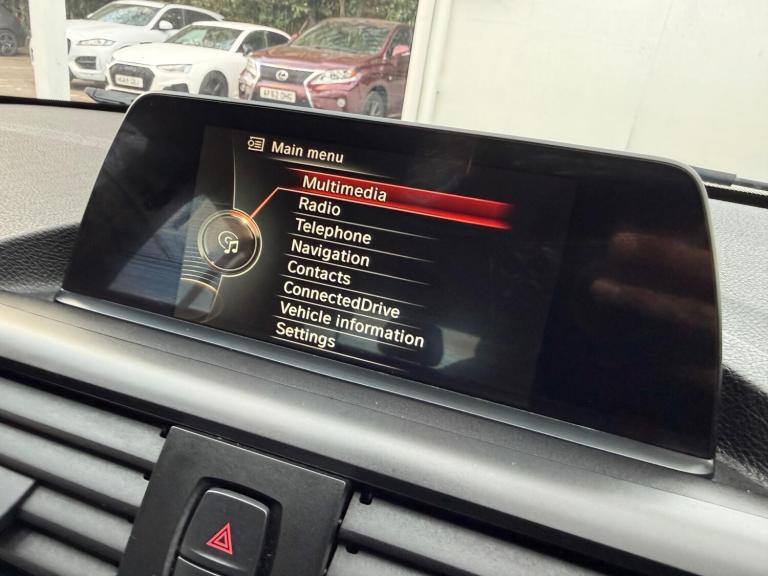 Main menu
Multimedia
Radio
Telephone
Navigation
Contacts
ConnectedDrive
Vehicle information
Settings